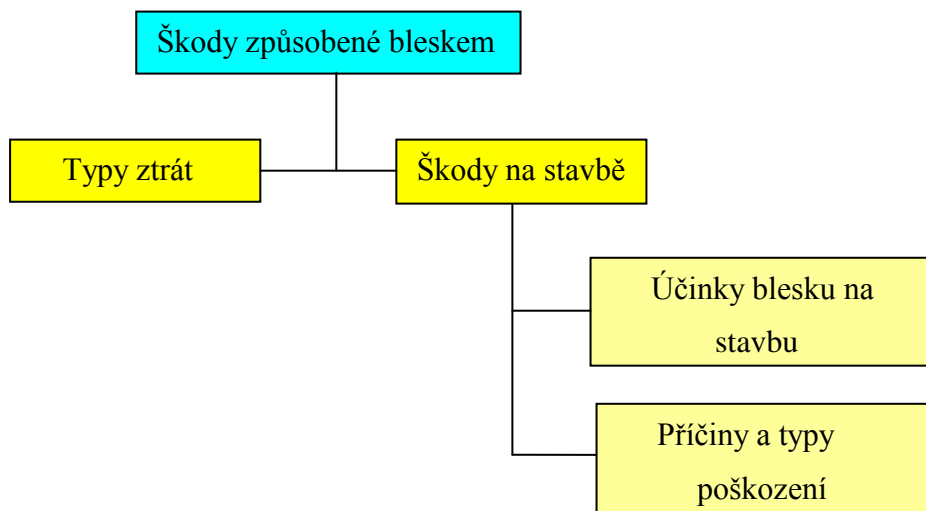 Škody způsobené bleskem
Typy ztrát
Škody na stavbě
Účinky blesku na
stavbu
Příčiny a typy
poškození